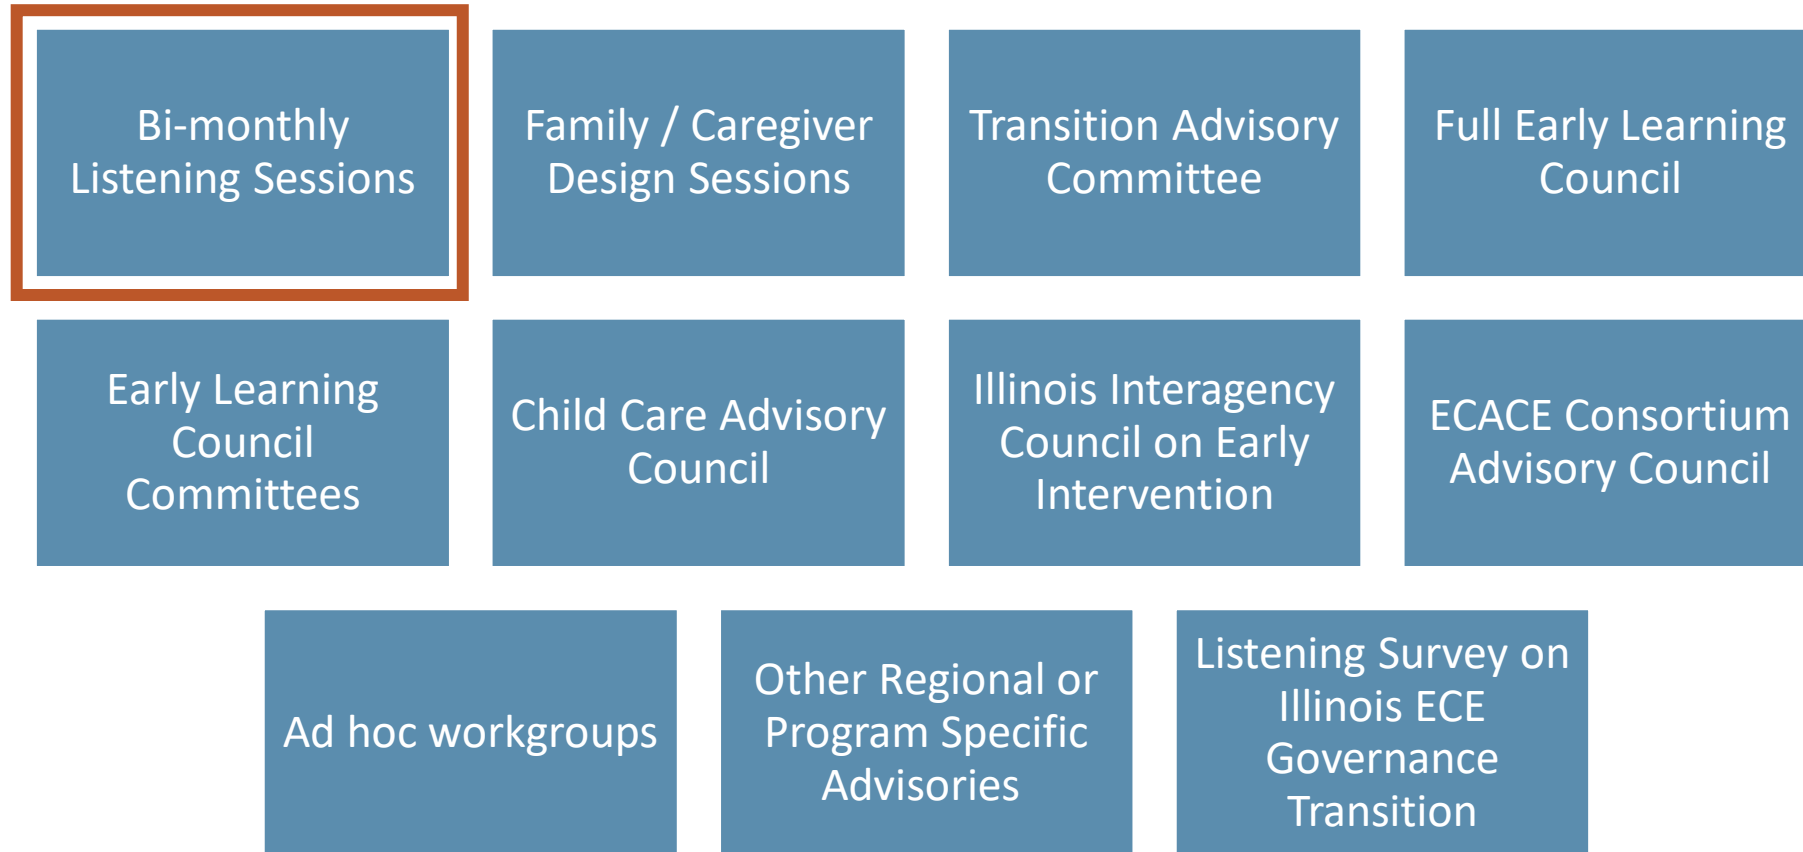 Bi-monthly
Listening Sessions
Family / Caregiver
Design Sessions
Transition Advisory
Committee
Full Early Learning
Council
Early Learning
Council
Committees
Child Care Advisory
Council
Illinois Interagency
Council on Early
Intervention
ECACE Consortium
Advisory Council
Ad hoc workgroups
Other Regional or
Program Specific
Advisories
Listening Survey on
Illinois ECE
Governance
Transition